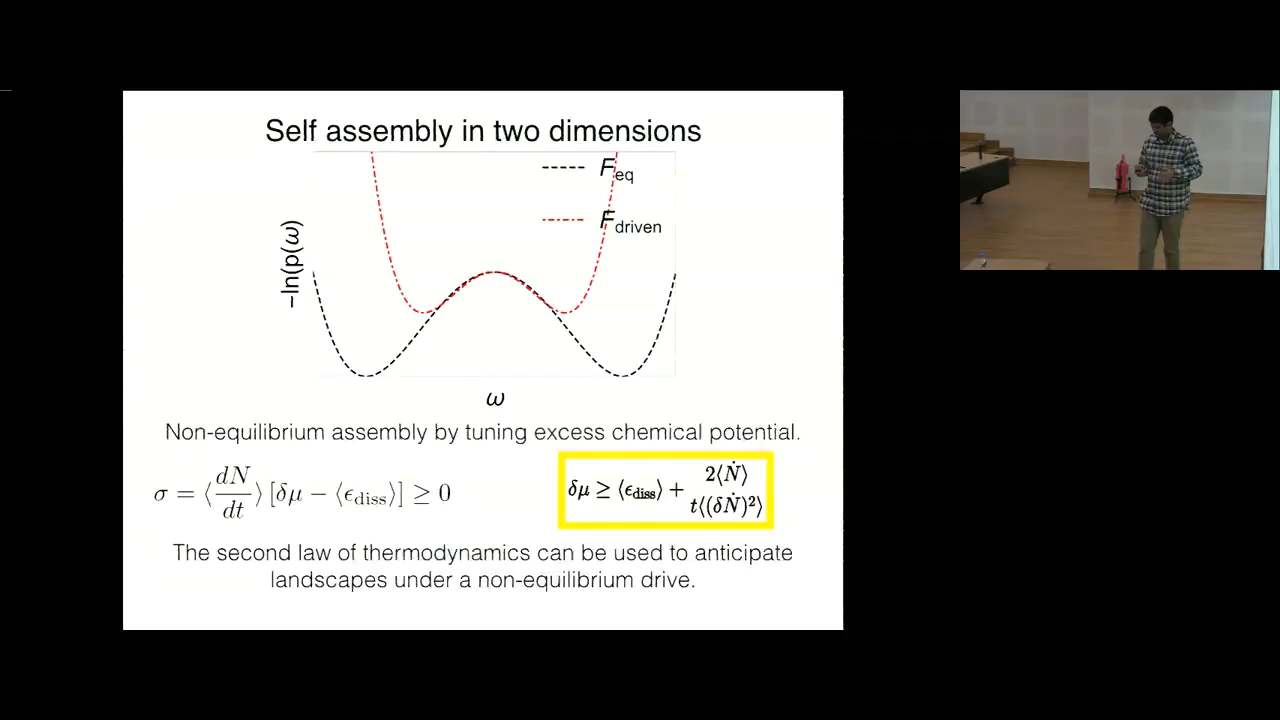 Self assembly in two dimensions
F_eq
F_driven
−ln(p(ω)
ω
Non-equilibrium assembly by tuning excess chemical potential.
σ = ⟨dN/dt⟩ [δμ − ⟨ϵ_diss⟩] ≥ 0
δμ ≥ ⟨ϵ_diss⟩ + 2⟨Ṅ⟩ / t⟨(δṄ)²⟩
The second law of thermodynamics can be used to anticipate
landscapes under a non-equilibrium drive.